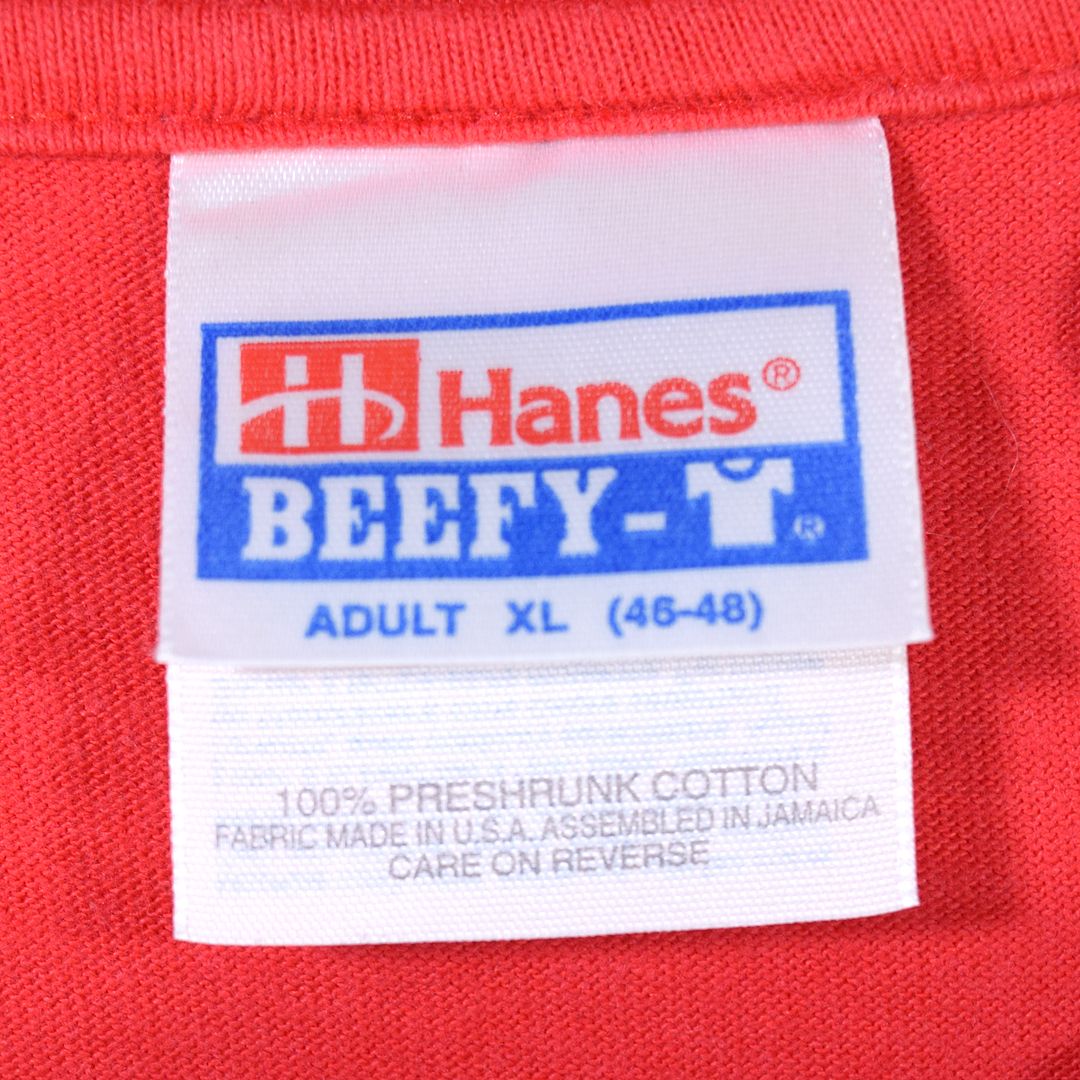 H Hanes®
BEEFY-T®
ADULT XL (46-48)
100% PRESHRUNK COTTON
FABRIC MADE IN U.S.A. ASSEMBLED IN JAMAICA
CARE ON REVERSE